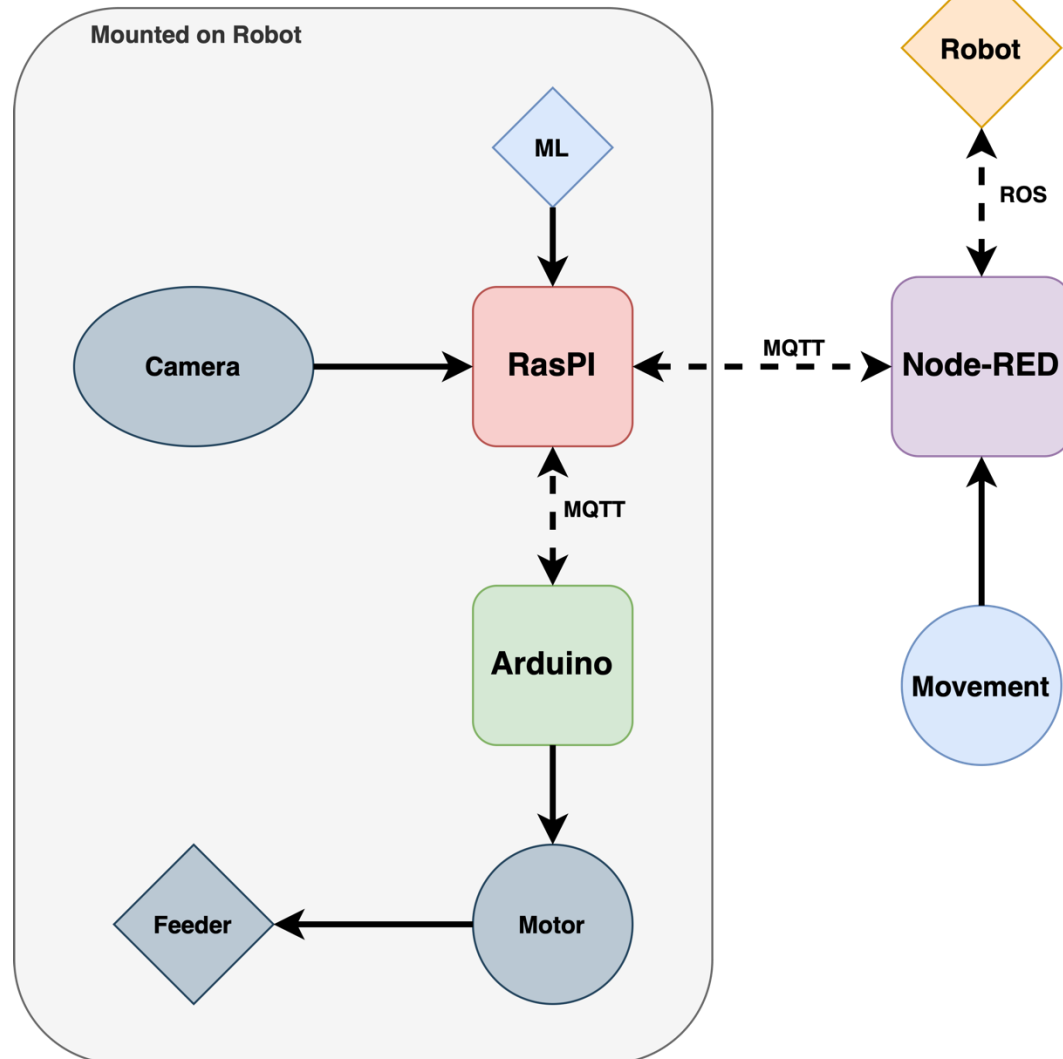 Mounted on Robot
Robot
ML
ROS
Camera
RasPI
MQTT
Node-RED
MQTT
Arduino
Movement
Feeder
Motor